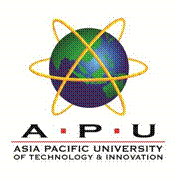 A·P·U
ASIA PACIFIC UNIVERSITY
OF TECHNOLOGY & INNOVATION